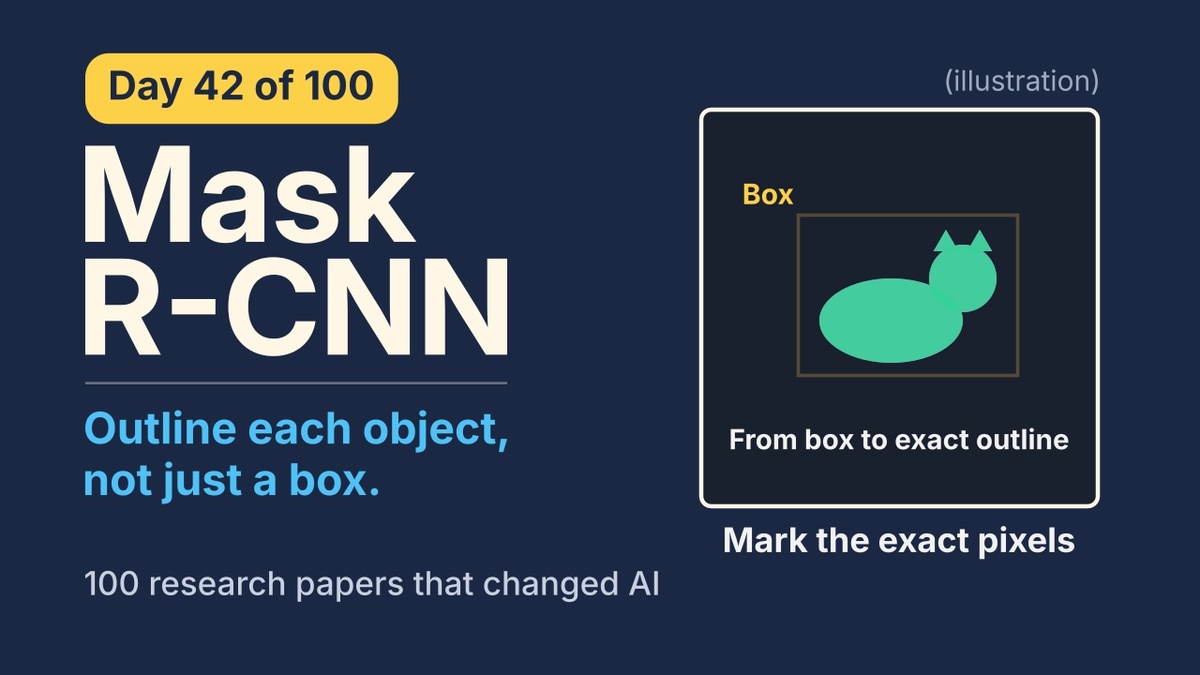 Day 42 of 100
Mask
R-CNN
Outline each object,
not just a box.
100 research papers that changed AI
(illustration)
Box
From box to exact outline
Mark the exact pixels